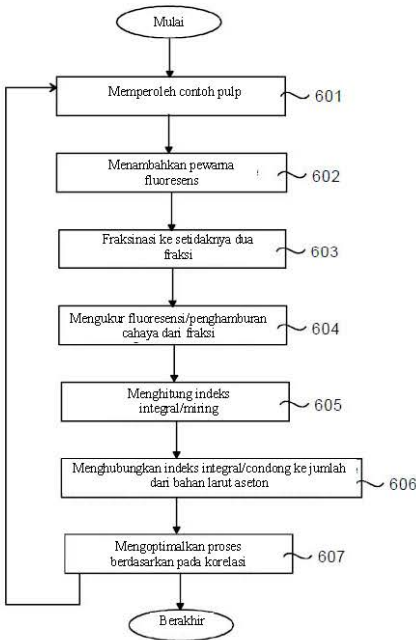 Mulai
Memperoleh contoh pulp
601
Menambahkan pewarna
fluoresens
602
Fraksinasi ke setidaknya dua
fraksi
603
Mengukur fluoresensi/penghamburan
cahaya dari fraksi
604
Menghitung indeks
integral/miring
605
Menghubungkan indeks integral/condong ke jumlah
dari bahan larut aseton
606
Mengoptimalkan proses
berdasarkan pada korelasi
607
Berakhir